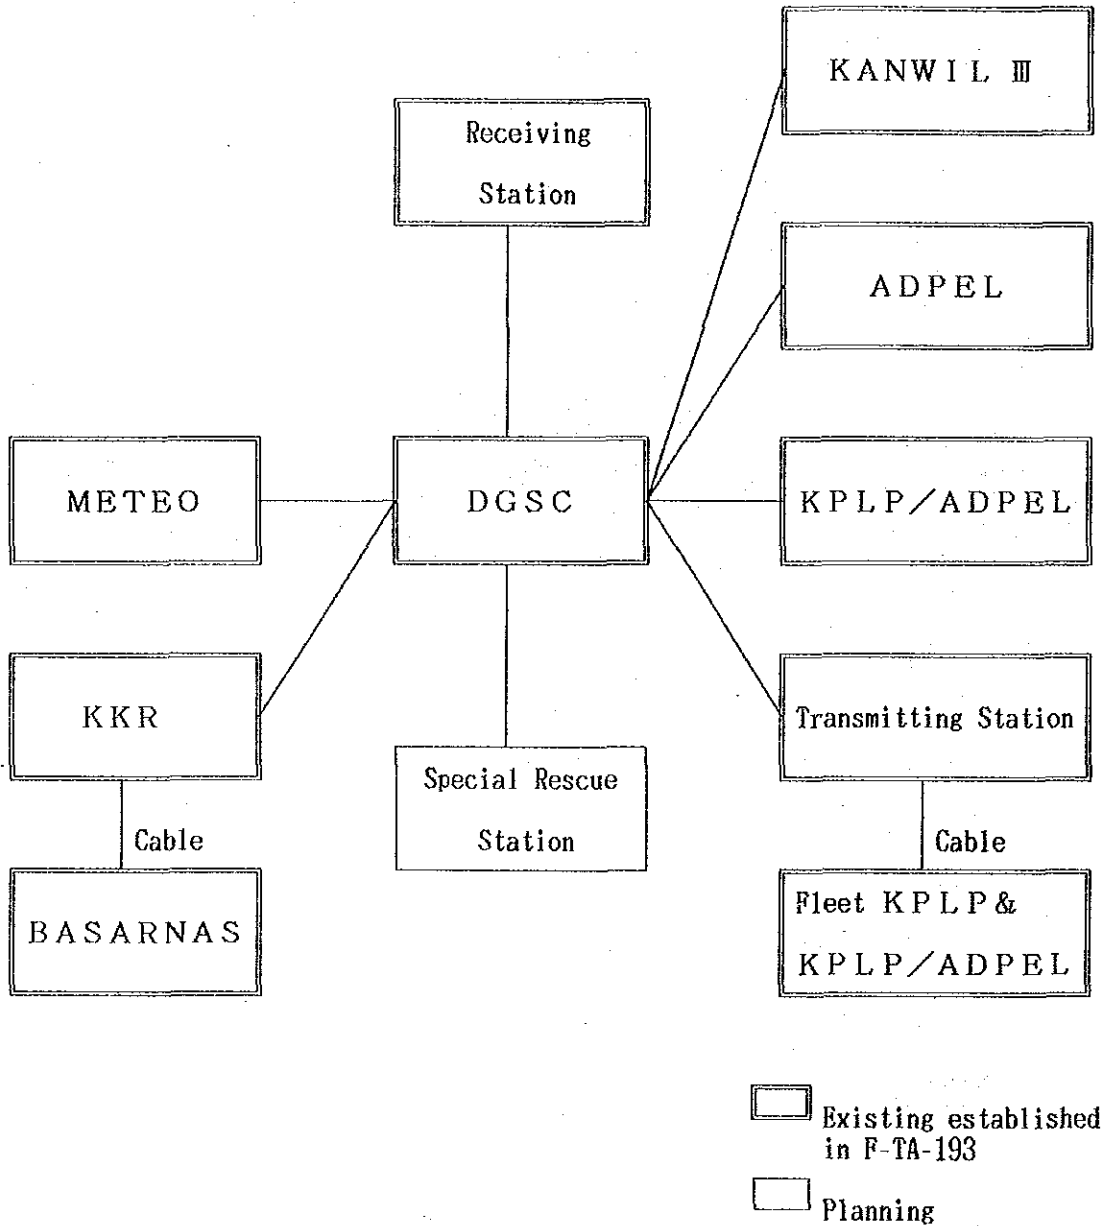 KANWIL Ⅲ
Receiving
Station
ADPEL
METEO
DGSC
KPLP/ADPEL
KKR
Transmitting Station
Special Rescue
Station
Cable
Cable
BASARNAS
Fleet KPLP&
KPLP/ADPEL
Existing established
in F-TA-193
Planning